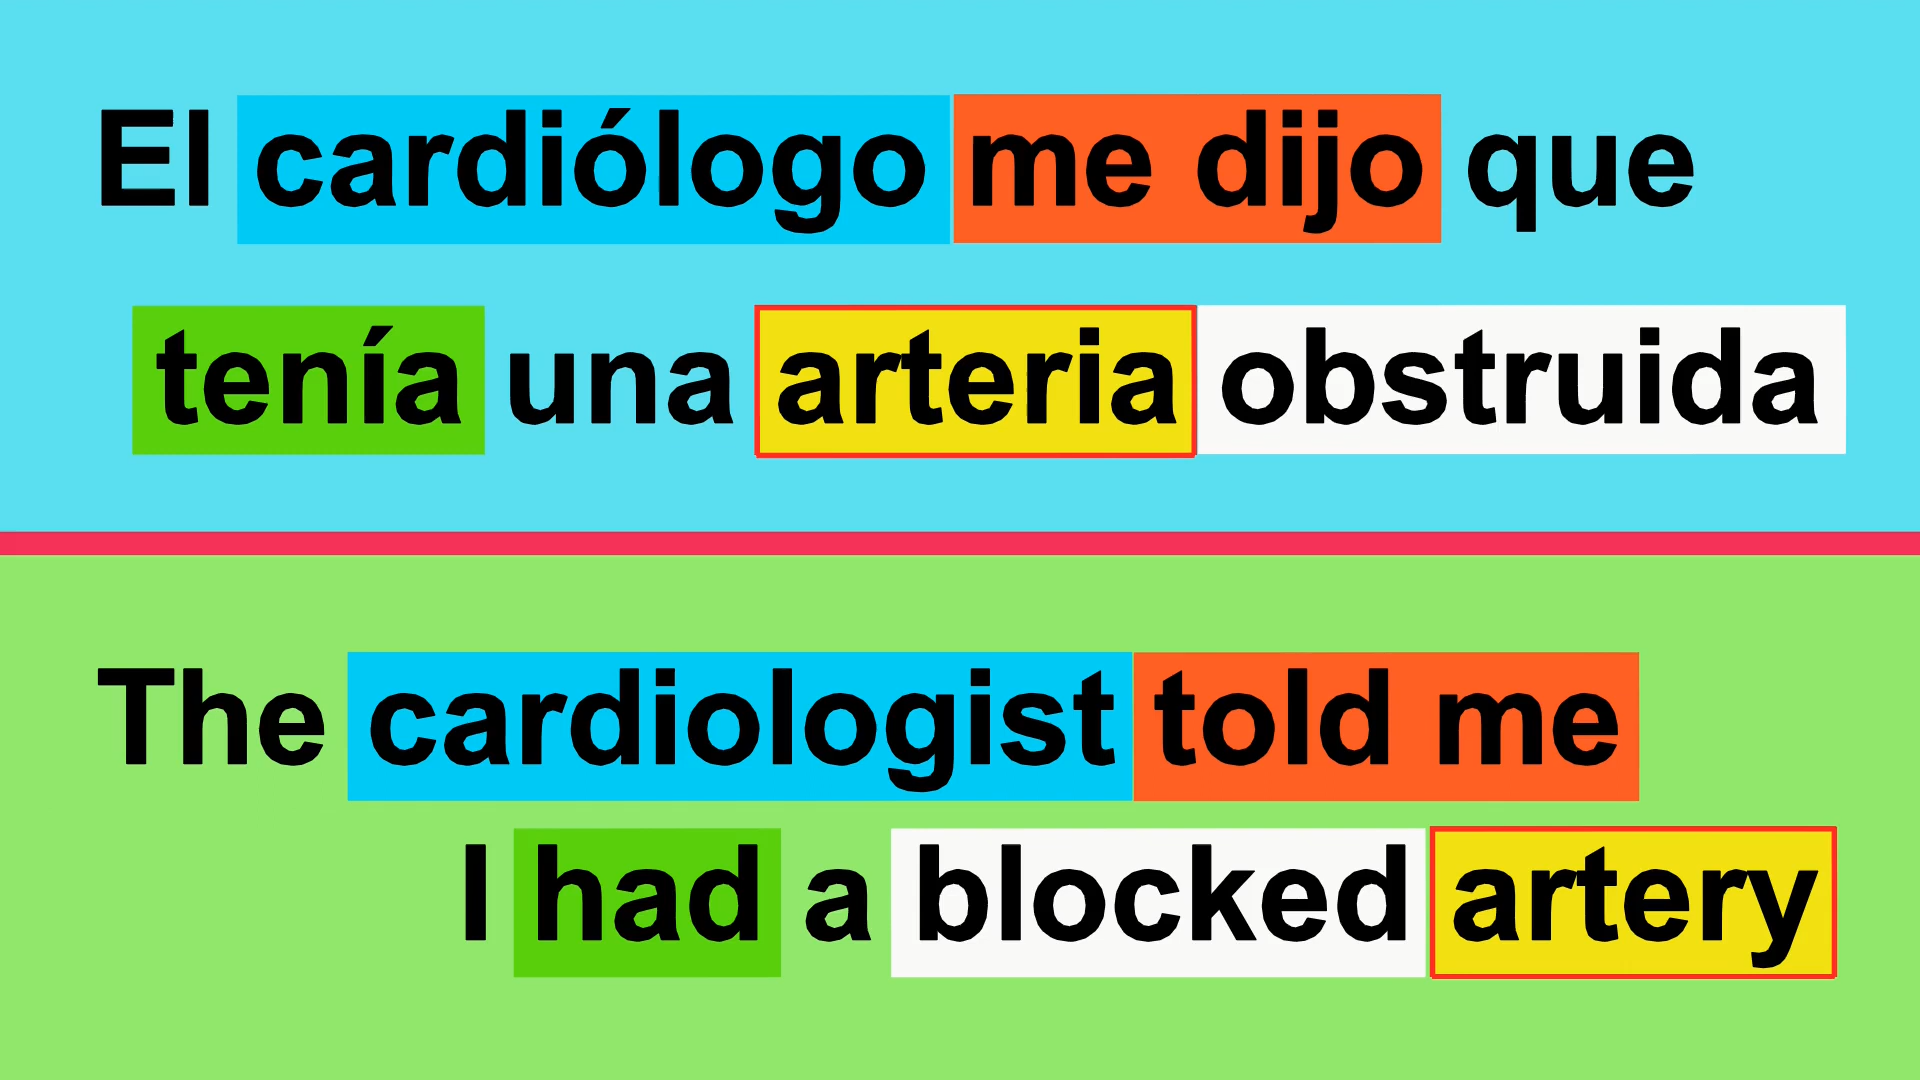 El cardiólogo me dijo que
tenía una arteria obstruida
The cardiologist told me
I had a blocked artery